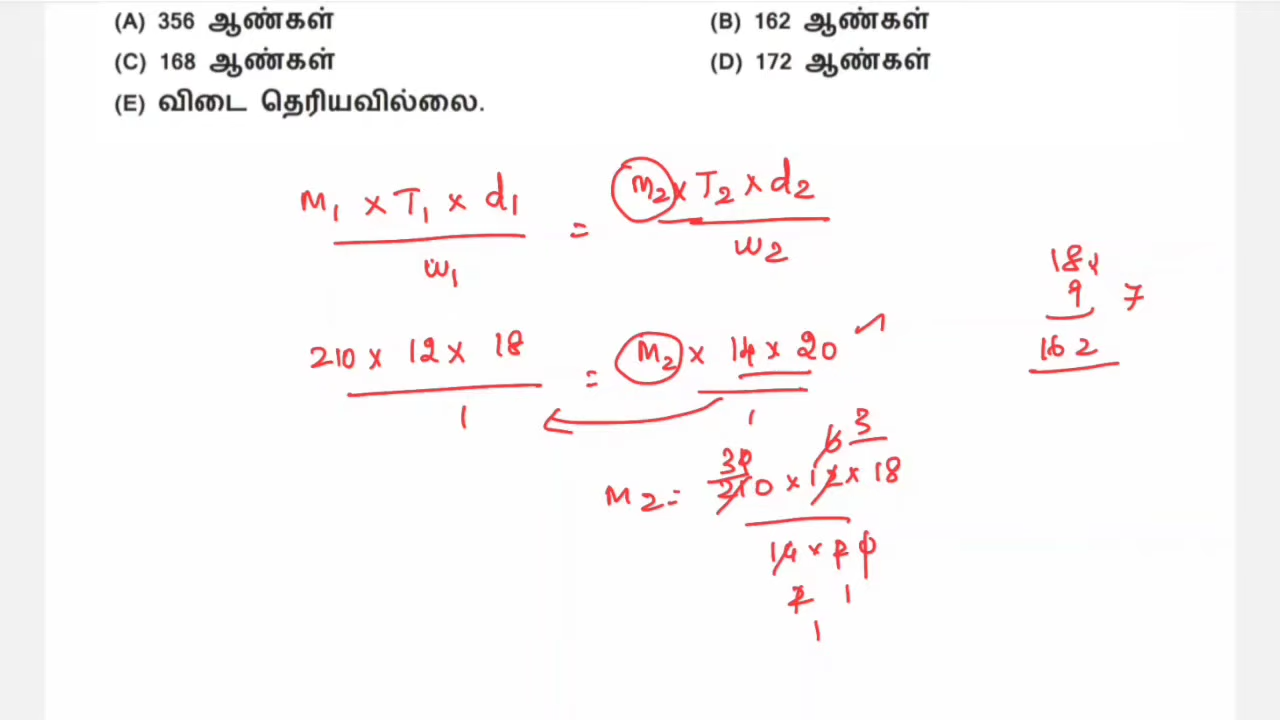 (A) 356 ஆண்கள் (B) 162 ஆண்கள்
(C) 168 ஆண்கள் (D) 172 ஆண்கள்
(E) விடை தெரியவில்லை.
M1 × T1 × d1 = M2 × T2 × d2
w1 w2
18×
9 7
162
210 × 12 × 18 = M2 × 14 × 20
1 1
6 3
30
M2 = 210 × 12 × 18
14 × 20
2 1
1